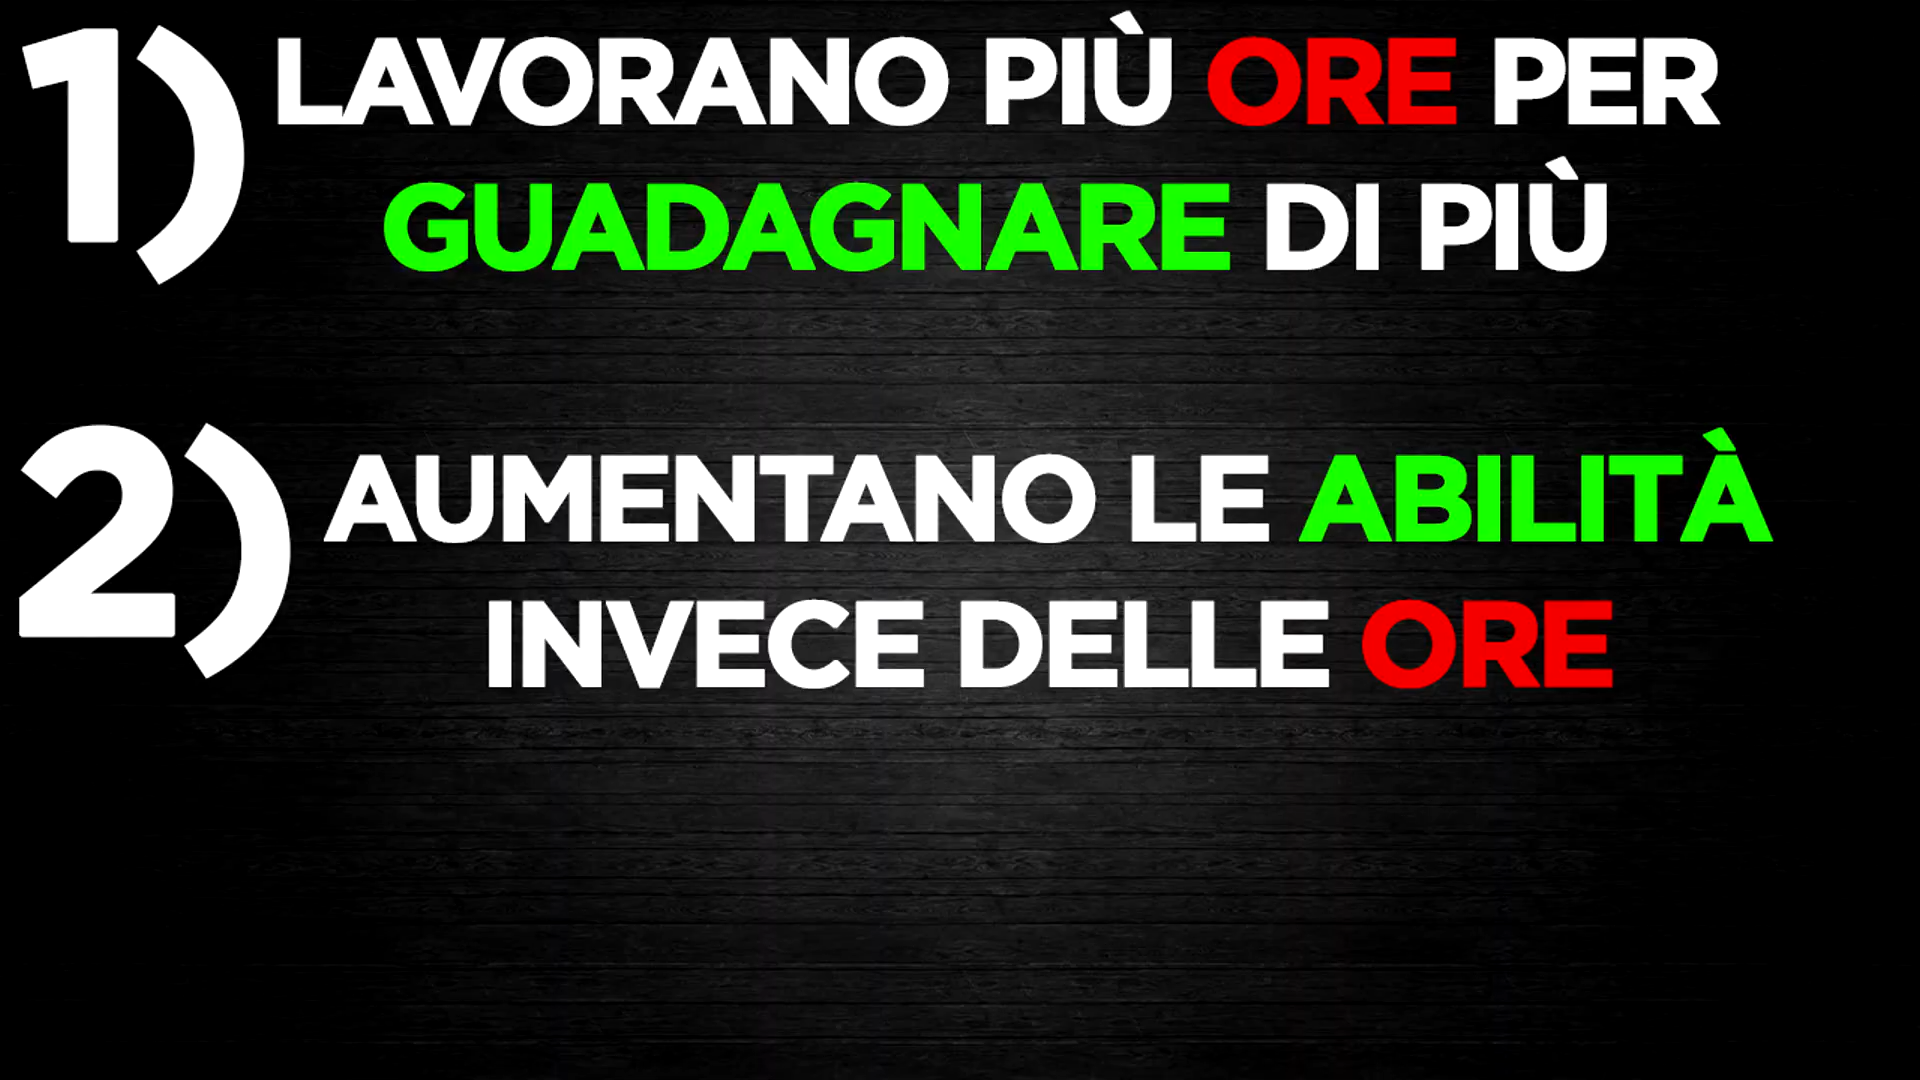 1) LAVORANO PIÙ ORE PER
GUADAGNARE DI PIÙ
2) AUMENTANO LE ABILITÀ
INVECE DELLE ORE